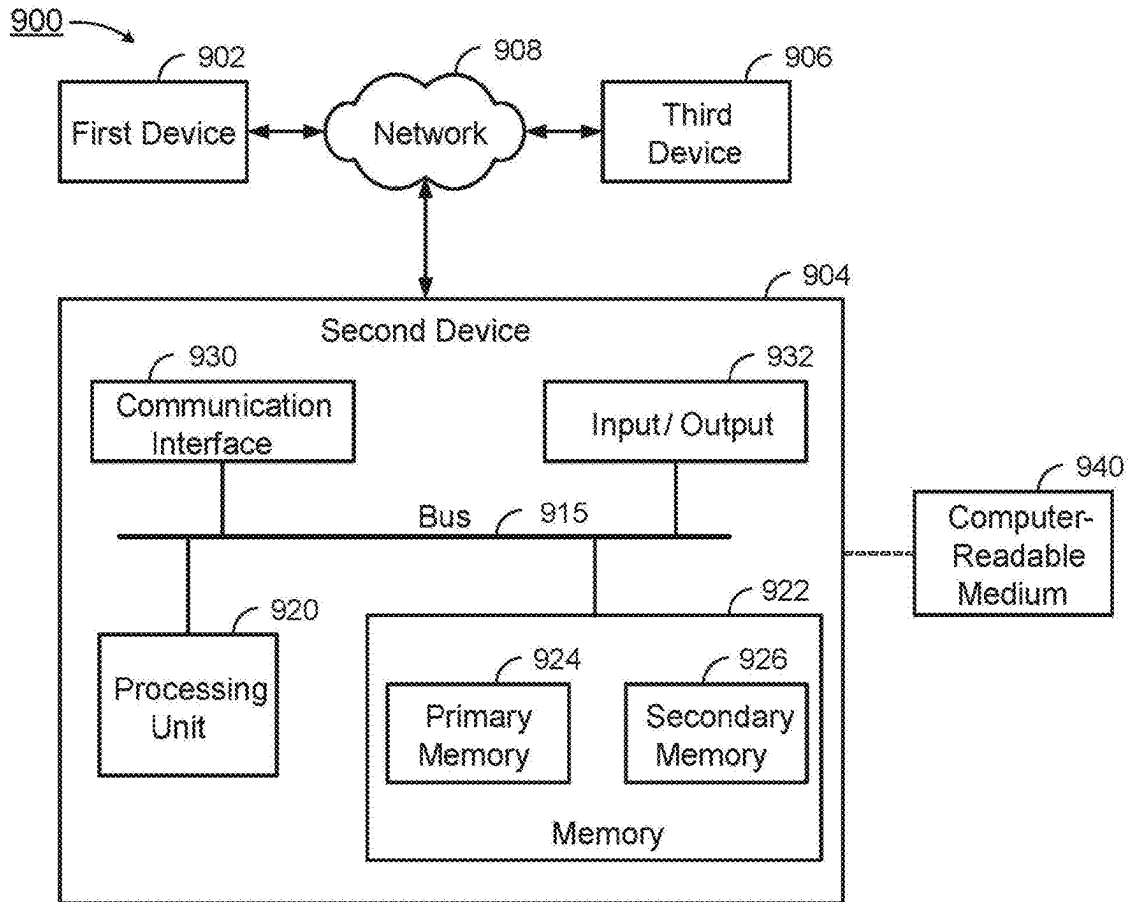 900
902
908
906
First Device
Network
Third
Device
904
Second Device
930
932
Communication
Interface
Input / Output
940
Bus
915
Computer-
Readable
Medium
920
922
Processing
Unit
924
926
Primary
Memory
Secondary
Memory
Memory